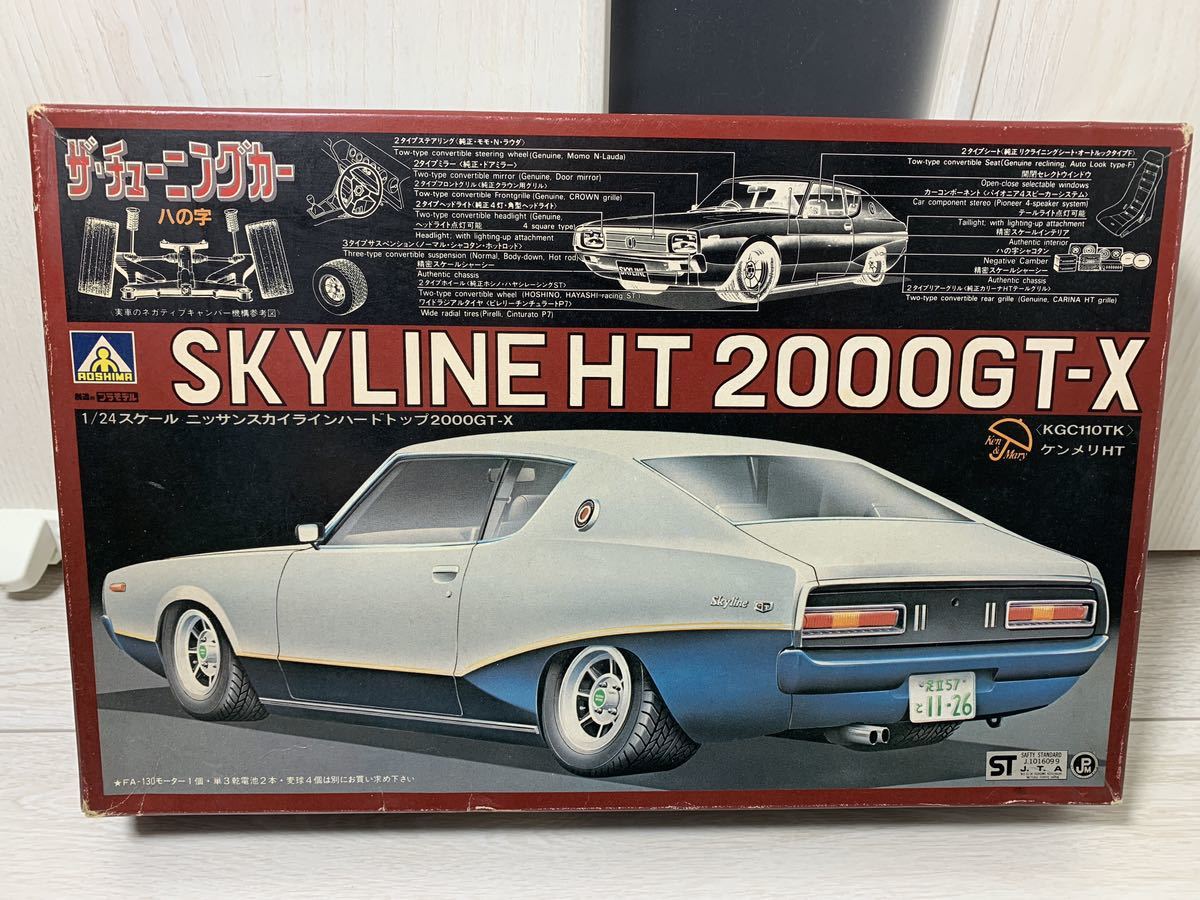 ザ・チューニングカー
ハの字
実車のネガティブキャンバー機構参考図
2タイプステアリング〈純正・モモ・N・ラウダ〉
Tow-type convertible steering wheel(Genuine, Momo N-Lauda)
2タイプミラー〈純正・ドアミラー〉
Two-type convertible mirror (Genuine, Door mirror)
2タイプフロントグリル〈純正クラウン用グリル〉
Tow-type convertible Frontgrille (Genuine, CROWN grille)
2タイプヘッドライト〈純正4灯・角型ヘッドライト〉
Two-type convertible headlight (Genuine, 4 square type)
ヘッドライト点灯可能
Headlight; with lighting-up attachment
3タイプサスペンション〈ノーマル・シャコタン・ホットロッド〉
Three-type convertible suspension (Normal, Body-down, Hot rod)
精密スケールシャーシー
Authentic chassis
2タイプホイール〈純正ホシノ・ハヤシレーシングST〉
Two-type convertible wheel (HOSHINO, HAYASHI-racing ST)
ワイドラジアルタイヤ〈ピレリーチンチュラートP7〉
Wide radial tires(Pirelli, Cinturato P7)
SKYLINE
2タイプシート〈純正リクライニングシート・オートルックタイプF〉
Tow-type convertible Seat(Genuine reclining, Auto Look type-F)
開閉セレクトウインドウ
Open-close selectable windows
カーコンポーネント〈パイオニア4スピーカーシステム〉
Car component stereo (Pioneer 4-speaker system)
テールライト点灯可能
Taillight; with lighting-up attachment
精密スケールインテリア
Authentic interior
ハの字シャコタン
Negative Camber
精密スケールシャーシー
Authentic chassis
2タイプリアーグリル〈純正カリーナHTテールグリル〉
Two-type convertible rear grille (Genuine, CARINA HT grille)
AOSHIMA
創造のプラモデル
SKYLINE HT 2000GT-X
1/24スケール ニッサンスカイラインハードトップ2000GT-X
Ken & Mary
〈KGC110TK〉
ケンメリHT
Skyline GT
足立57
と 11-26
★FA-130モーター1個・単3乾電池2本・麦球4個は別にお買い求め下さい
ST
SAFTY STANDARD
J.1016099
J.T.A
JPM